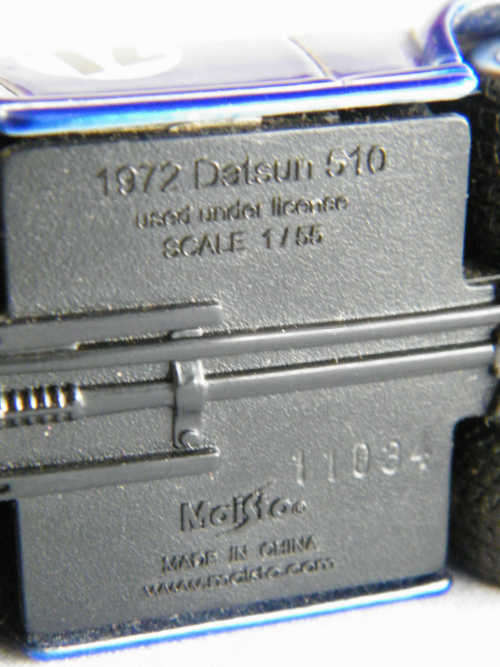 1972 Datsun 510
used under license
SCALE 1/55
11034
Maisto®
MADE IN CHINA
www.maisto.com